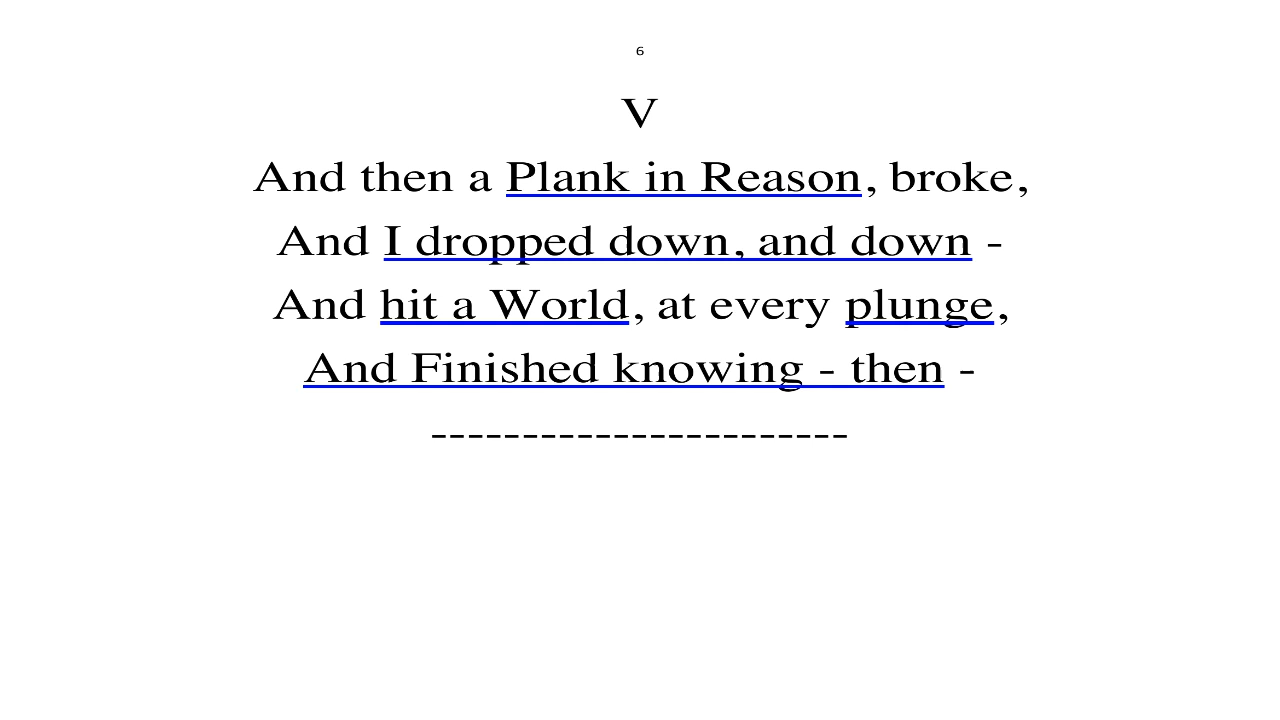 6
V
And then a Plank in Reason, broke,
And I dropped down, and down -
And hit a World, at every plunge,
And Finished knowing - then -
-----------------------